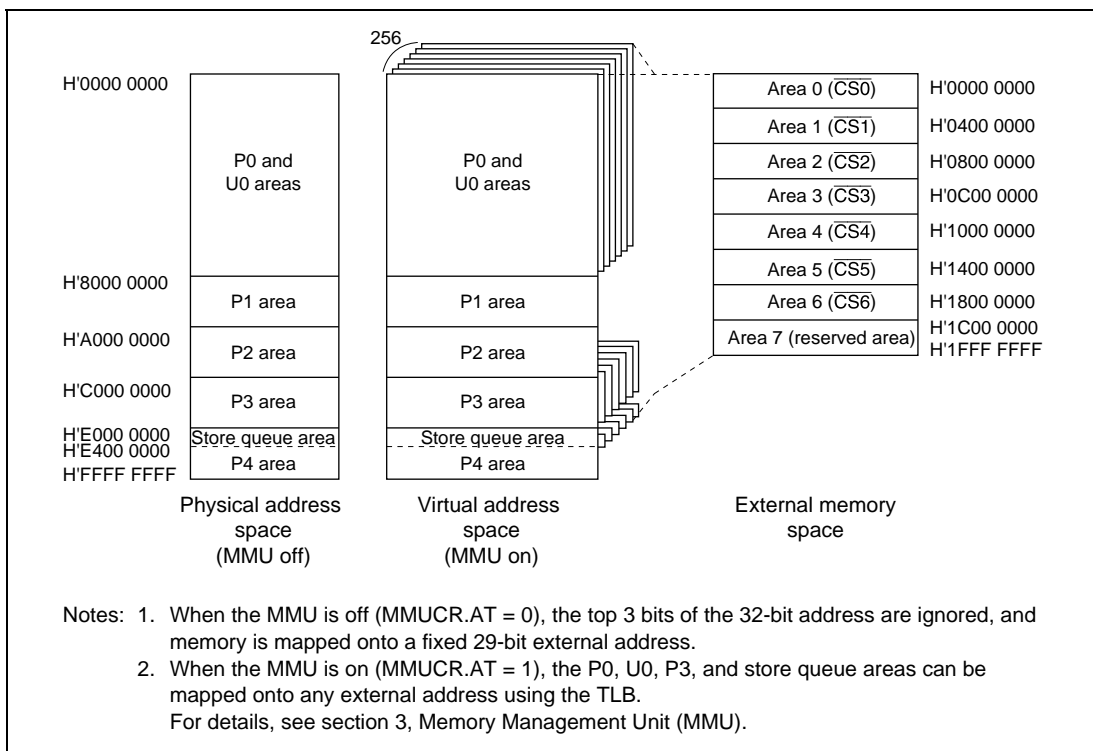 256
H'0000 0000
P0 and
U0 areas
H'8000 0000
P1 area
H'A000 0000
P2 area
H'C000 0000
P3 area
H'E000 0000
Store queue area
H'E400 0000
P4 area
H'FFFF FFFF
Physical address
space
(MMU off)
P0 and
U0 areas
P1 area
P2 area
P3 area
Store queue area
P4 area
Virtual address
space
(MMU on)
Area 0 (CS0) H'0000 0000
Area 1 (CS1) H'0400 0000
Area 2 (CS2) H'0800 0000
Area 3 (CS3) H'0C00 0000
Area 4 (CS4) H'1000 0000
Area 5 (CS5) H'1400 0000
Area 6 (CS6) H'1800 0000
Area 7 (reserved area) H'1C00 0000
H'1FFF FFFF
External memory
space
Notes: 1. When the MMU is off (MMUCR.AT = 0), the top 3 bits of the 32-bit address are ignored, and
memory is mapped onto a fixed 29-bit external address.
2. When the MMU is on (MMUCR.AT = 1), the P0, U0, P3, and store queue areas can be
mapped onto any external address using the TLB.
For details, see section 3, Memory Management Unit (MMU).